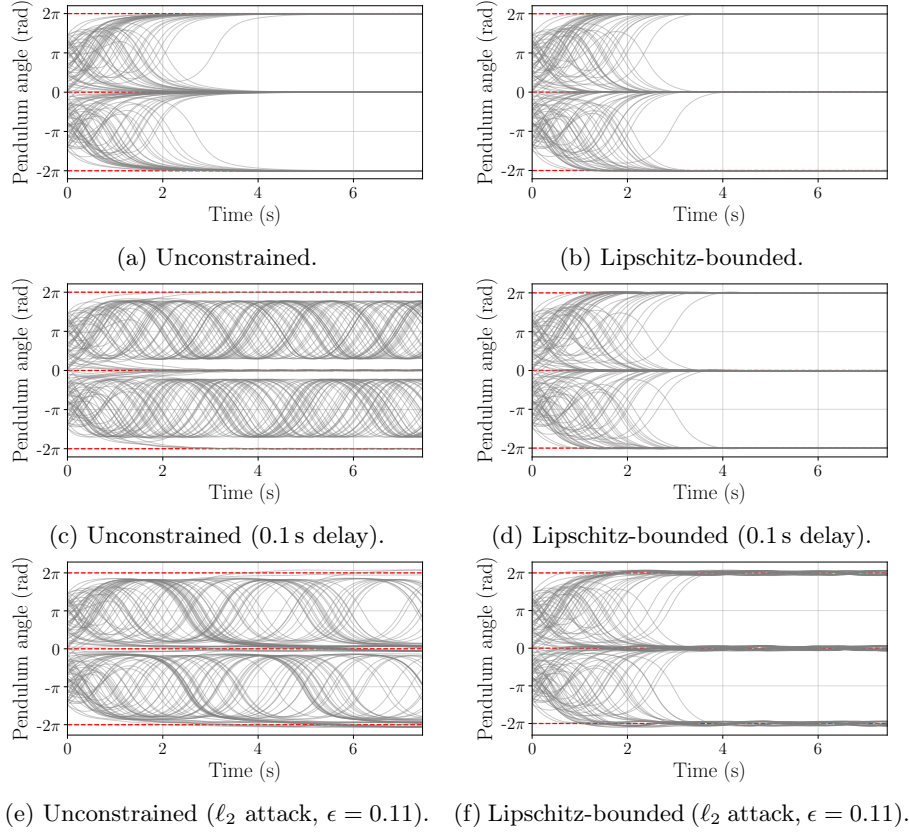 2π
π
0
-π
-2π
Pendulum angle (rad)
0 2 4 6
Time (s)
(a) Unconstrained.
2π
π
0
-π
-2π
Pendulum angle (rad)
0 2 4 6
Time (s)
(b) Lipschitz-bounded.
2π
π
0
-π
-2π
Pendulum angle (rad)
0 2 4 6
Time (s)
(c) Unconstrained (0.1 s delay).
2π
π
0
-π
-2π
Pendulum angle (rad)
0 2 4 6
Time (s)
(d) Lipschitz-bounded (0.1 s delay).
2π
π
0
-π
-2π
Pendulum angle (rad)
0 2 4 6
Time (s)
(e) Unconstrained (ℓ₂ attack, ϵ = 0.11).
2π
π
0
-π
-2π
Pendulum angle (rad)
0 2 4 6
Time (s)
(f) Lipschitz-bounded (ℓ₂ attack, ϵ = 0.11).